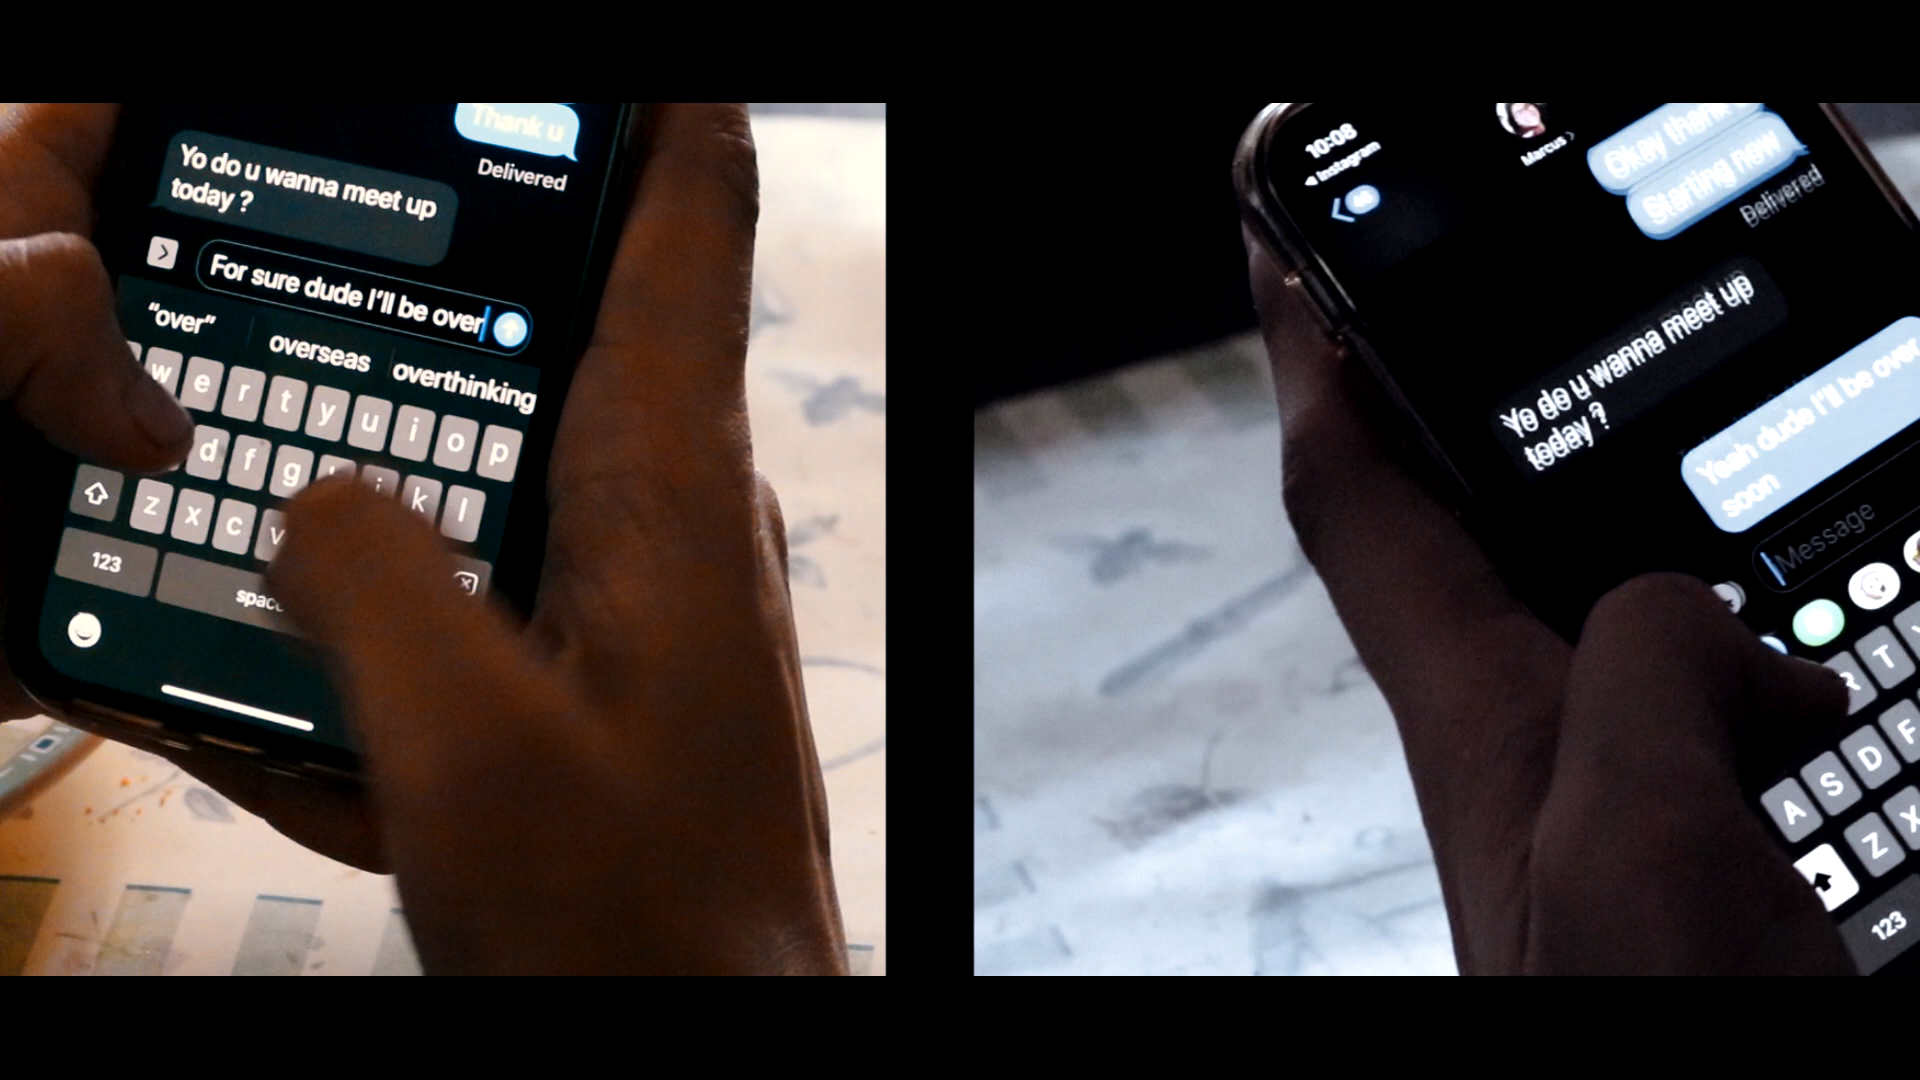 Thank u
Delivered
Yo do u wanna meet up
today ?
For sure dude I'll be over
"over"
overseas
overthinking
w e r t y u i o p
d f g j k l
z x c v
123
10:08
Instagram
Marcus
Okay thank
Starting now
Delivered
Yo do u wanna meet up
today ?
Yeah dude I'll be over
soon
Message
R T
A S D F
Z X
123